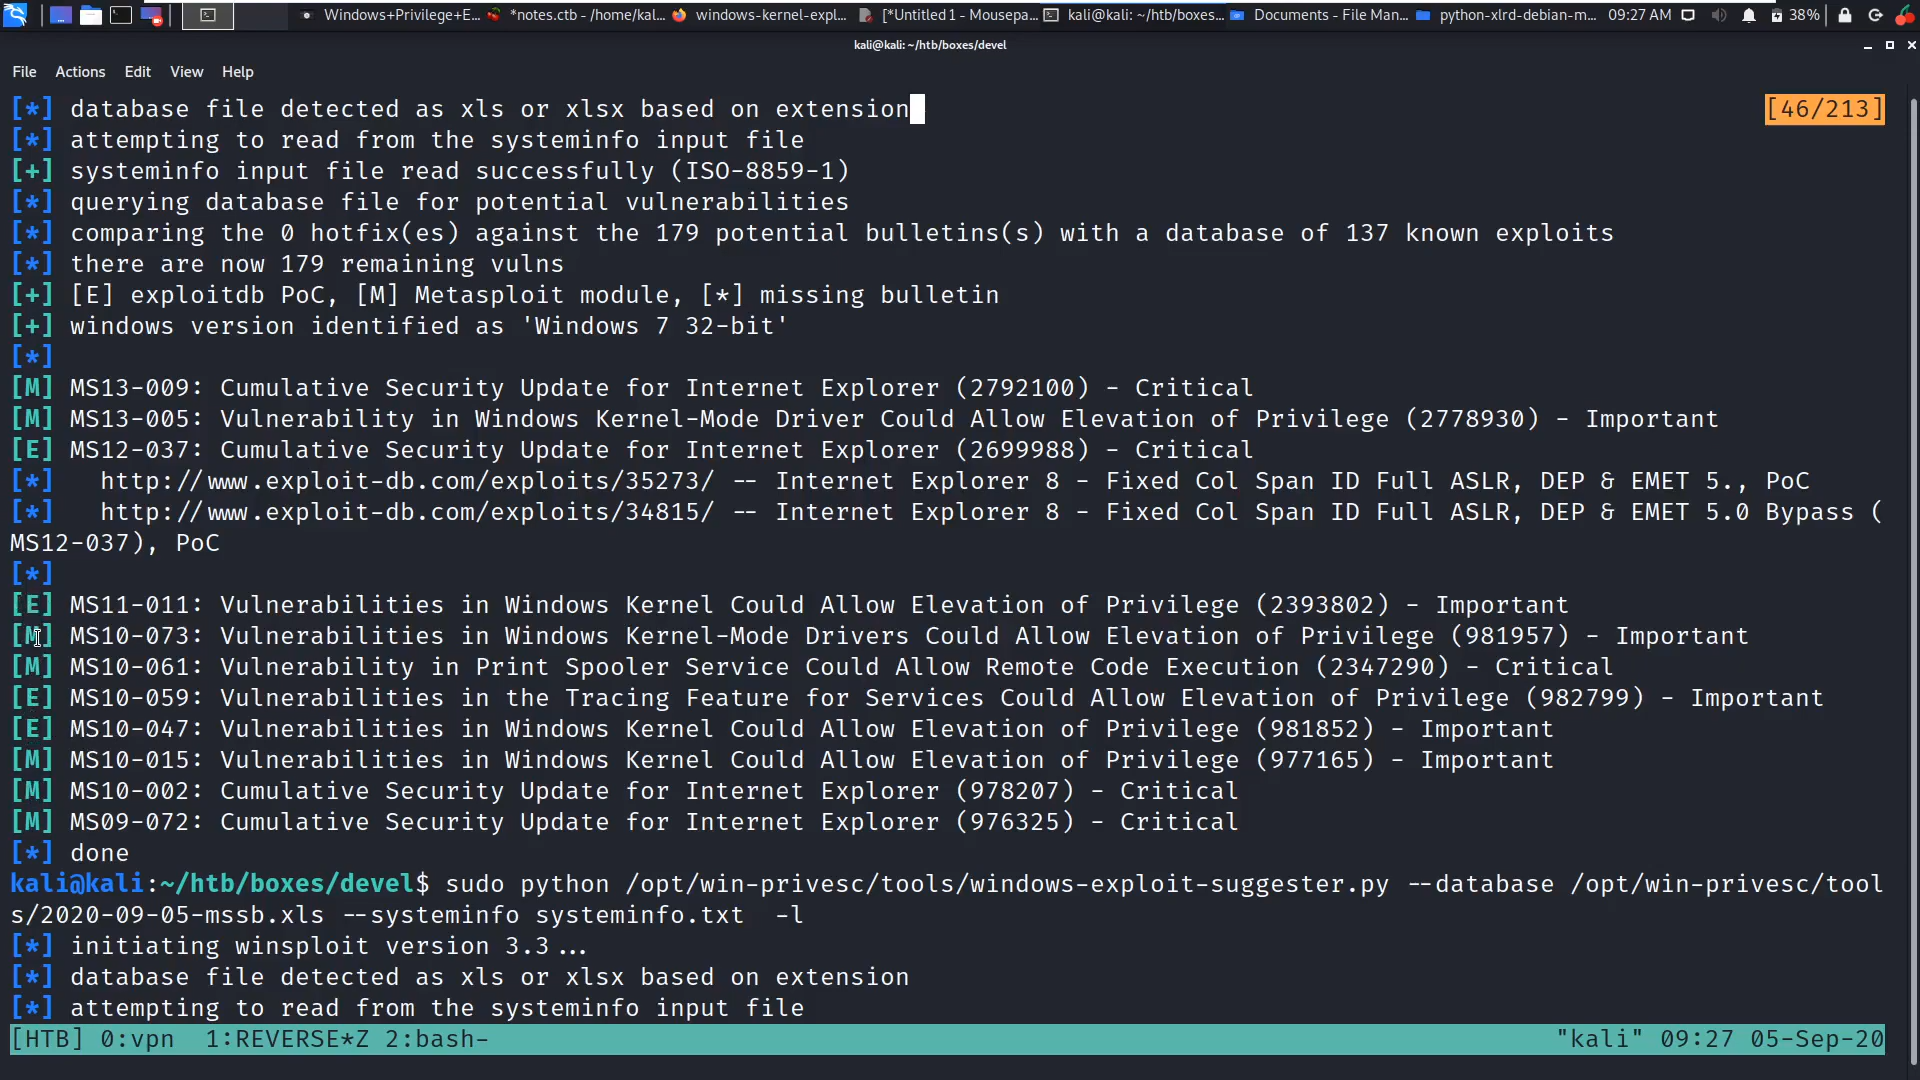 Windows+Privilege+E...
*notes.ctb - /home/kal...
windows-kernel-expl...
[*Untitled 1 - Mousepa...
kali@kali: ~/htb/boxes...
Documents - File Man...
python-xlrd-debian-m...
09:27 AM
38%
kali@kali: ~/htb/boxes/devel
File Actions Edit View Help
[*] database file detected as xls or xlsx based on extension
[46/213]
[*] attempting to read from the systeminfo input file
[+] systeminfo input file read successfully (ISO-8859-1)
[*] querying database file for potential vulnerabilities
[*] comparing the 0 hotfix(es) against the 179 potential bulletins(s) with a database of 137 known exploits
[*] there are now 179 remaining vulns
[+] [E] exploitdb PoC, [M] Metasploit module, [*] missing bulletin
[+] windows version identified as 'Windows 7 32-bit'
[*]
[M] MS13-009: Cumulative Security Update for Internet Explorer (2792100) - Critical
[M] MS13-005: Vulnerability in Windows Kernel-Mode Driver Could Allow Elevation of Privilege (2778930) - Important
[E] MS12-037: Cumulative Security Update for Internet Explorer (2699988) - Critical
[*]   http://www.exploit-db.com/exploits/35273/ -- Internet Explorer 8 - Fixed Col Span ID Full ASLR, DEP & EMET 5., PoC
[*]   http://www.exploit-db.com/exploits/34815/ -- Internet Explorer 8 - Fixed Col Span ID Full ASLR, DEP & EMET 5.0 Bypass (
MS12-037), PoC
[*]
[E] MS11-011: Vulnerabilities in Windows Kernel Could Allow Elevation of Privilege (2393802) - Important
[M] MS10-073: Vulnerabilities in Windows Kernel-Mode Drivers Could Allow Elevation of Privilege (981957) - Important
[M] MS10-061: Vulnerability in Print Spooler Service Could Allow Remote Code Execution (2347290) - Critical
[E] MS10-059: Vulnerabilities in the Tracing Feature for Services Could Allow Elevation of Privilege (982799) - Important
[E] MS10-047: Vulnerabilities in Windows Kernel Could Allow Elevation of Privilege (981852) - Important
[M] MS10-015: Vulnerabilities in Windows Kernel Could Allow Elevation of Privilege (977165) - Important
[M] MS10-002: Cumulative Security Update for Internet Explorer (978207) - Critical
[M] MS09-072: Cumulative Security Update for Internet Explorer (976325) - Critical
[*] done
kali@kali:~/htb/boxes/devel$ sudo python /opt/win-privesc/tools/windows-exploit-suggester.py --database /opt/win-privesc/tool
s/2020-09-05-mssb.xls --systeminfo systeminfo.txt  -l
[*] initiating winsploit version 3.3...
[*] database file detected as xls or xlsx based on extension
[*] attempting to read from the systeminfo input file
[HTB] 0:vpn  1:REVERSE*Z 2:bash-
"kali" 09:27 05-Sep-20